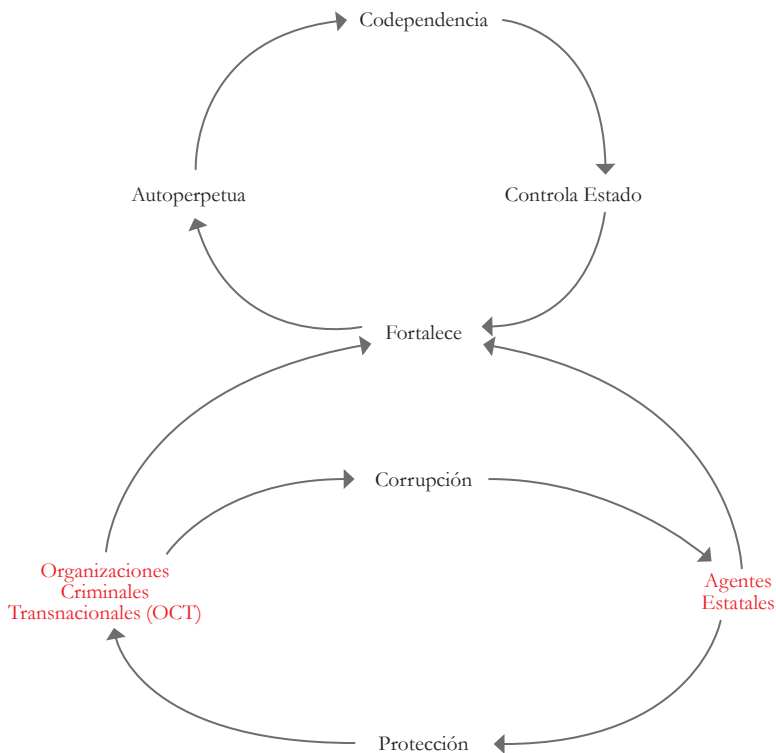 Codependencia
Autoperpetua
Controla Estado
Fortalece
Corrupción
Organizaciones
Criminales
Transnacionales (OCT)
Agentes
Estatales
Protección